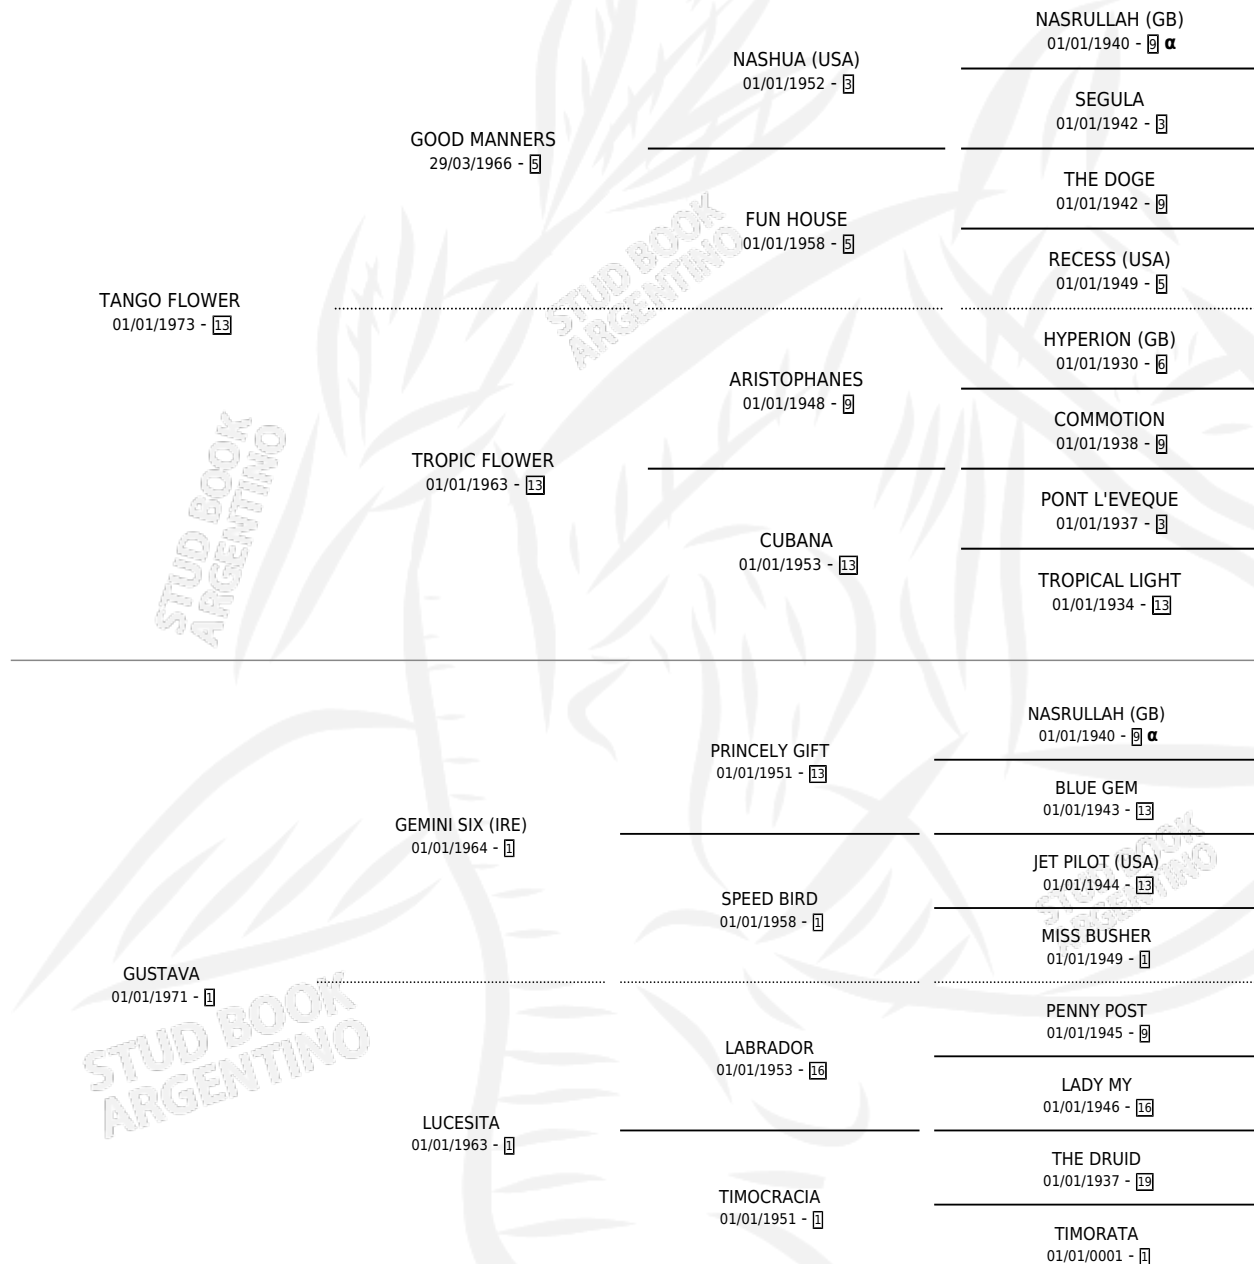 NASRULLAH (GB)
01/01/1940 - 9 α
NASHUA (USA)
01/01/1952 - 3
SEGULA
01/01/1942 - 3
GOOD MANNERS
29/03/1966 - 5
THE DOGE
01/01/1942 - 9
FUN HOUSE
01/01/1958 - 5
RECESS (USA)
01/01/1949 - 5
TANGO FLOWER
01/01/1973 - 13
HYPERION (GB)
01/01/1930 - 6
ARISTOPHANES
01/01/1948 - 9
COMMOTION
01/01/1938 - 9
TROPIC FLOWER
01/01/1963 - 13
PONT L'EVEQUE
01/01/1937 - 3
CUBANA
01/01/1953 - 13
TROPICAL LIGHT
01/01/1934 - 13
NASRULLAH (GB)
01/01/1940 - 9 α
PRINCELY GIFT
01/01/1951 - 13
BLUE GEM
01/01/1943 - 13
GEMINI SIX (IRE)
01/01/1964 - 1
JET PILOT (USA)
01/01/1944 - 13
SPEED BIRD
01/01/1958 - 1
MISS BUSHER
01/01/1949 - 1
GUSTAVA
01/01/1971 - 1
PENNY POST
01/01/1945 - 9
LABRADOR
01/01/1953 - 16
LADY MY
01/01/1946 - 16
LUCESITA
01/01/1963 - 1
THE DRUID
01/01/1937 - 19
TIMOCRACIA
01/01/1951 - 1
TIMORATA
01/01/0001 - 1
STUD BOOK
ARGENTINO
STUD BOOK
ARGENTINO
STUD BOOK
ARGENTINO
STUD BOOK
ARGENTINO